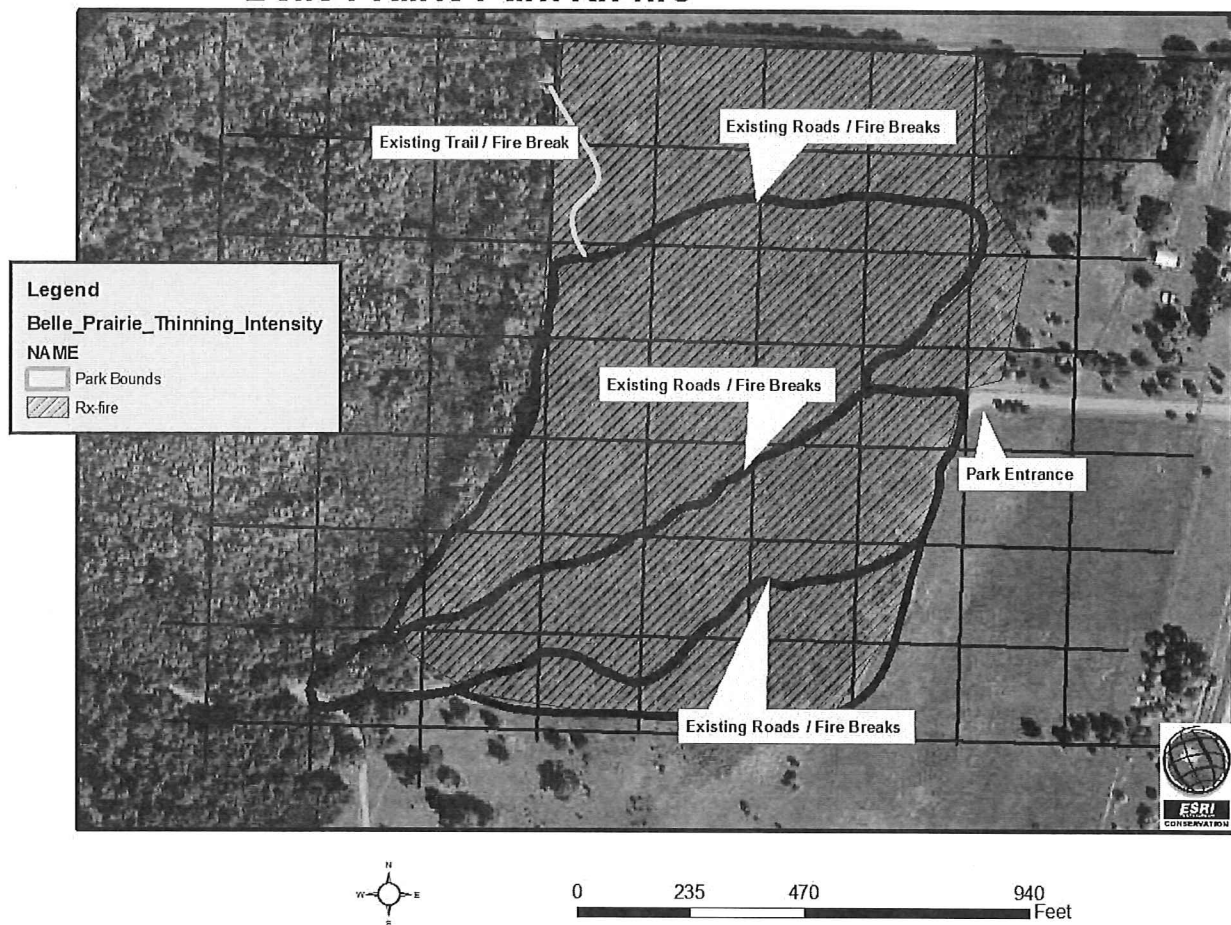 Existing Roads / Fire Breaks
Existing Trail / Fire Break
Legend
Belle_Prairie_Thinning_Intensity
NAME
Park Bounds
Rx-fire
Existing Roads / Fire Breaks
Park Entrance
Existing Roads / Fire Breaks
ESRI
CONSERVATION
N
W
E
S
0 235 470 940
Feet